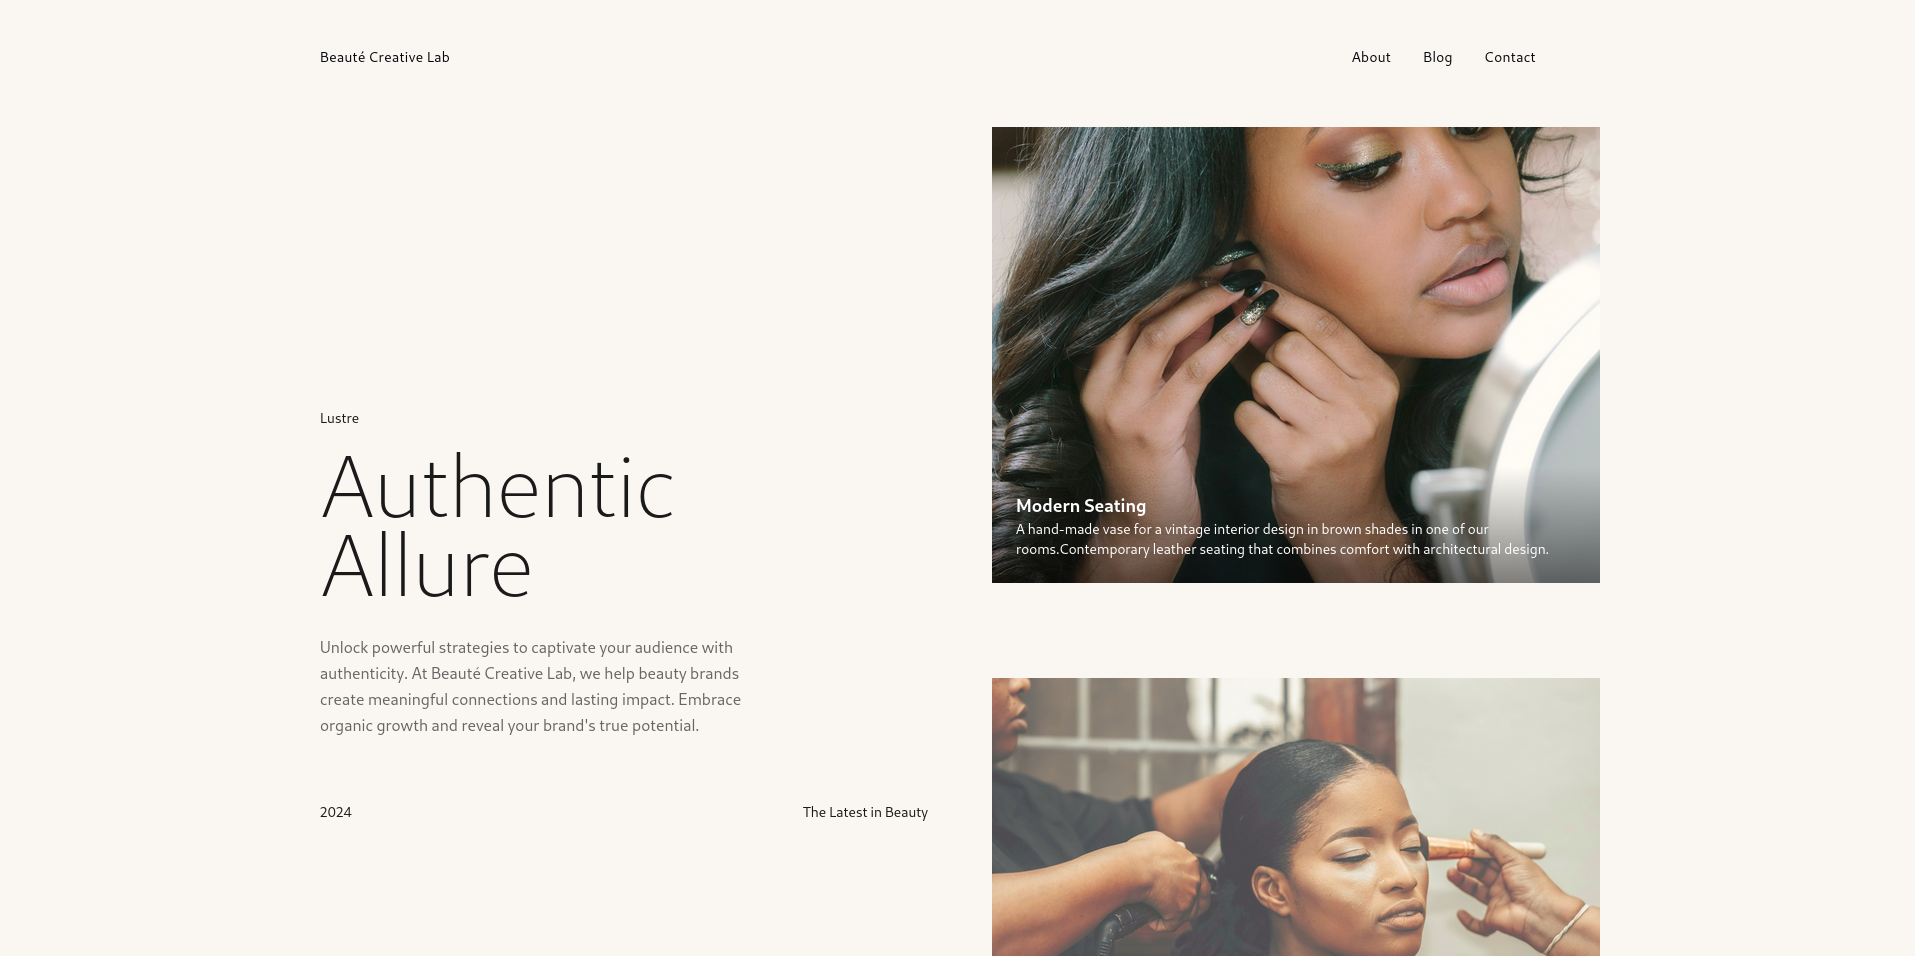 Beauté Creative Lab
About
Blog
Contact
Lustre
Authentic
Allure
Unlock powerful strategies to captivate your audience with
authenticity. At Beauté Creative Lab, we help beauty brands
create meaningful connections and lasting impact. Embrace
organic growth and reveal your brand's true potential.
2024
The Latest in Beauty
Modern Seating
A hand-made vase for a vintage interior design in brown shades in one of our
rooms.Contemporary leather seating that combines comfort with architectural design.